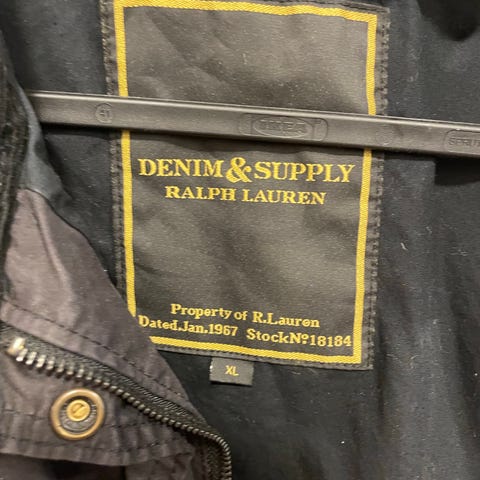 DENIM&SUPPLY
RALPH LAUREN
Property of R.Lauren
Dated.Jan.1967 StockNo18184
XL